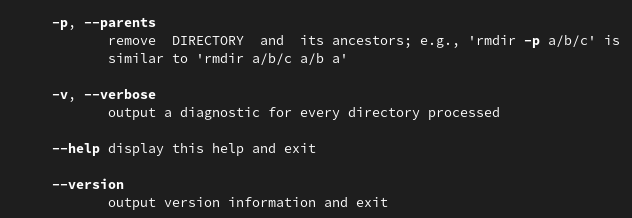 -p, --parents
remove DIRECTORY and its ancestors; e.g., 'rmdir -p a/b/c' is
similar to 'rmdir a/b/c a/b a'
-v, --verbose
output a diagnostic for every directory processed
--help display this help and exit
--version
output version information and exit